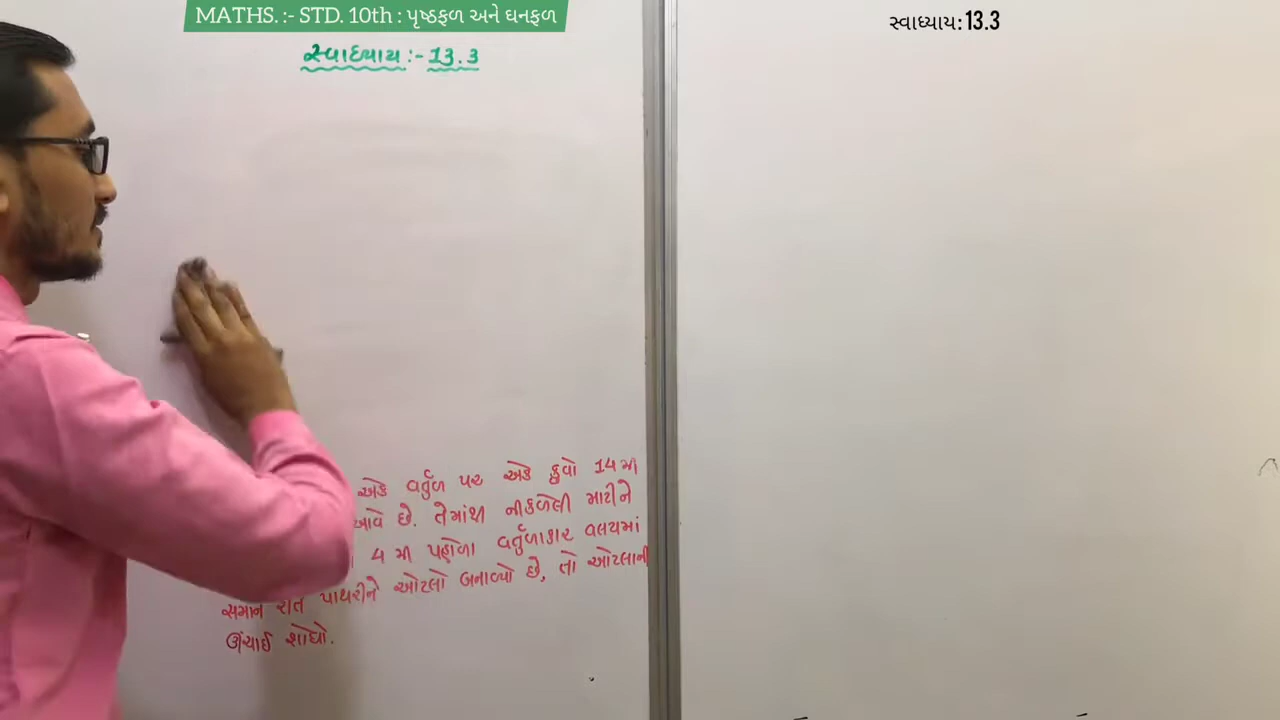 MATHS. :- STD. 10th : પૃષ્ઠફળ અને ઘનફળ
સ્વાધ્યાય: 13.3
સ્વાધ્યાય :- 13.3
એક વર્તુળ પર એક કુવો 14 મી
આવે છે. તેમાંથી નીકળેલી માટીને
4 મી પહોળા વર્તુળાકાર વલયમાં
સમાન રીતે પાથરીને ઓટલો બનાવ્યો છે, તો ઓટલાની
ઊંચાઈ શોધો.